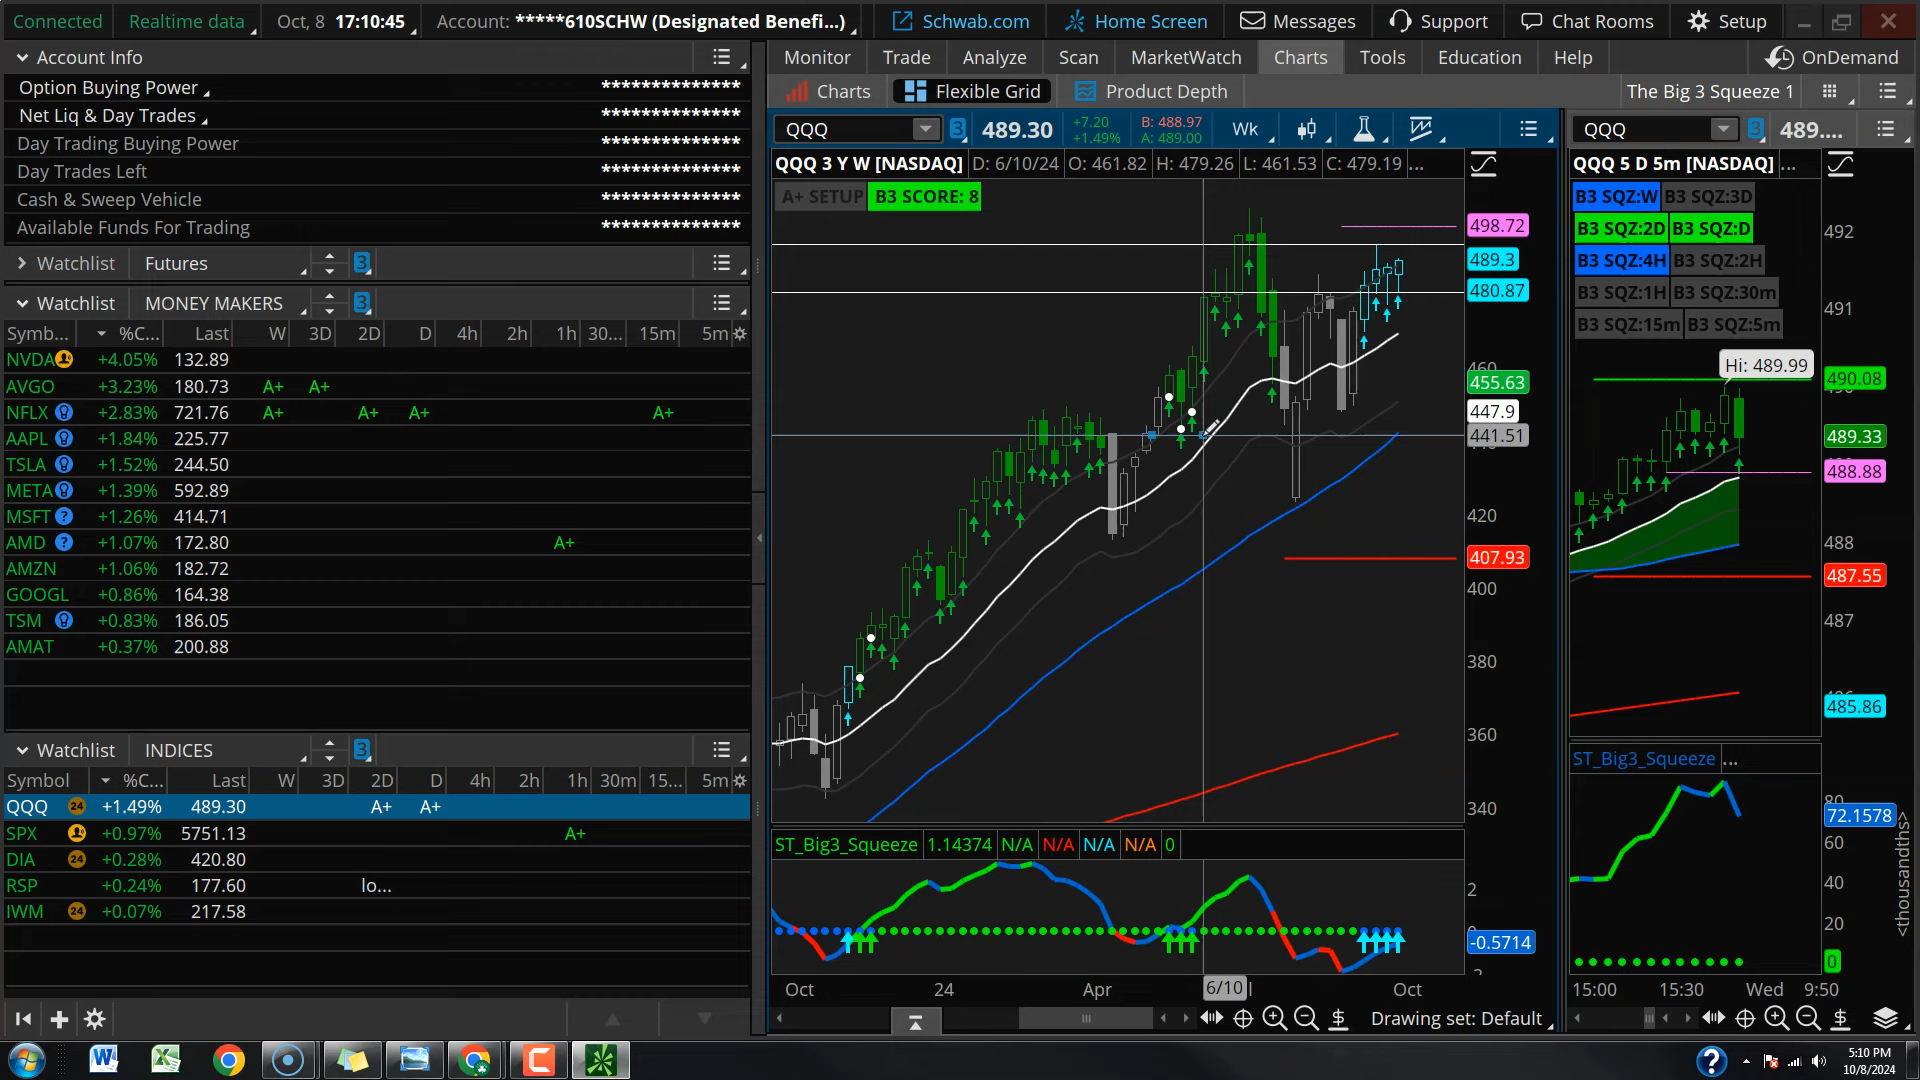 Connected Realtime data Oct, 8 17:10:45 Account: *****610SCHW (Designated Benefi...) Schwab.com Home Screen Messages Support Chat Rooms Setup
Account Info
Option Buying Power **************
Net Liq & Day Trades **************
Day Trading Buying Power **************
Day Trades Left **************
Cash & Sweep Vehicle **************
Available Funds For Trading **************
Watchlist Futures 3
Watchlist MONEY MAKERS 3
Symb... %C... Last W 3D 2D D 4h 2h 1h 30... 15m 5m
NVDA +4.05% 132.89
AVGO +3.23% 180.73 A+ A+
NFLX +2.83% 721.76 A+ A+ A+ A+
AAPL +1.84% 225.77
TSLA +1.52% 244.50
META +1.39% 592.89
MSFT ? +1.26% 414.71
AMD ? +1.07% 172.80 A+
AMZN +1.06% 182.72
GOOGL +0.86% 164.38
TSM +0.83% 186.05
AMAT +0.37% 200.88
Watchlist INDICES 3
Symbol %C... Last W 3D 2D D 4h 2h 1h 30m 15... 5m
QQQ 24 +1.49% 489.30 A+ A+
SPX +0.97% 5751.13 A+
DIA 24 +0.28% 420.80
RSP +0.24% 177.60 lo...
IWM 24 +0.07% 217.58
Monitor Trade Analyze Scan MarketWatch Charts Tools Education Help OnDemand
Charts Flexible Grid Product Depth The Big 3 Squeeze 1
QQQ 3 489.30 +7.20 +1.49% B: 488.97 A: 489.00 Wk
QQQ 3 Y W [NASDAQ] D: 6/10/24 O: 461.82 H: 479.26 L: 461.53 C: 479.19 ...
A+ SETUP B3 SCORE: 8
498.72
489.3
480.87
460
455.63
447.9
441.51
420
407.93
400
380
360
340
ST_Big3_Squeeze 1.14374 N/A N/A N/A N/A 0
2
-0.5714
-2
Oct 24 Apr 6/10 Oct
Drawing set: Default
QQQ 3 489....
QQQ 5 D 5m [NASDAQ] ...
B3 SQZ:W B3 SQZ:3D
B3 SQZ:2D B3 SQZ:D
B3 SQZ:4H B3 SQZ:2H
B3 SQZ:1H B3 SQZ:30m
B3 SQZ:15m B3 SQZ:5m
Hi: 489.99
492
491
490.08
489.33
488.88
488
487.55
487
485.86
ST_Big3_Squeeze ...
80
72.1578
60
40
20
0
<thousandths>
15:00 15:30 Wed 9:50
5:10 PM
10/8/2024